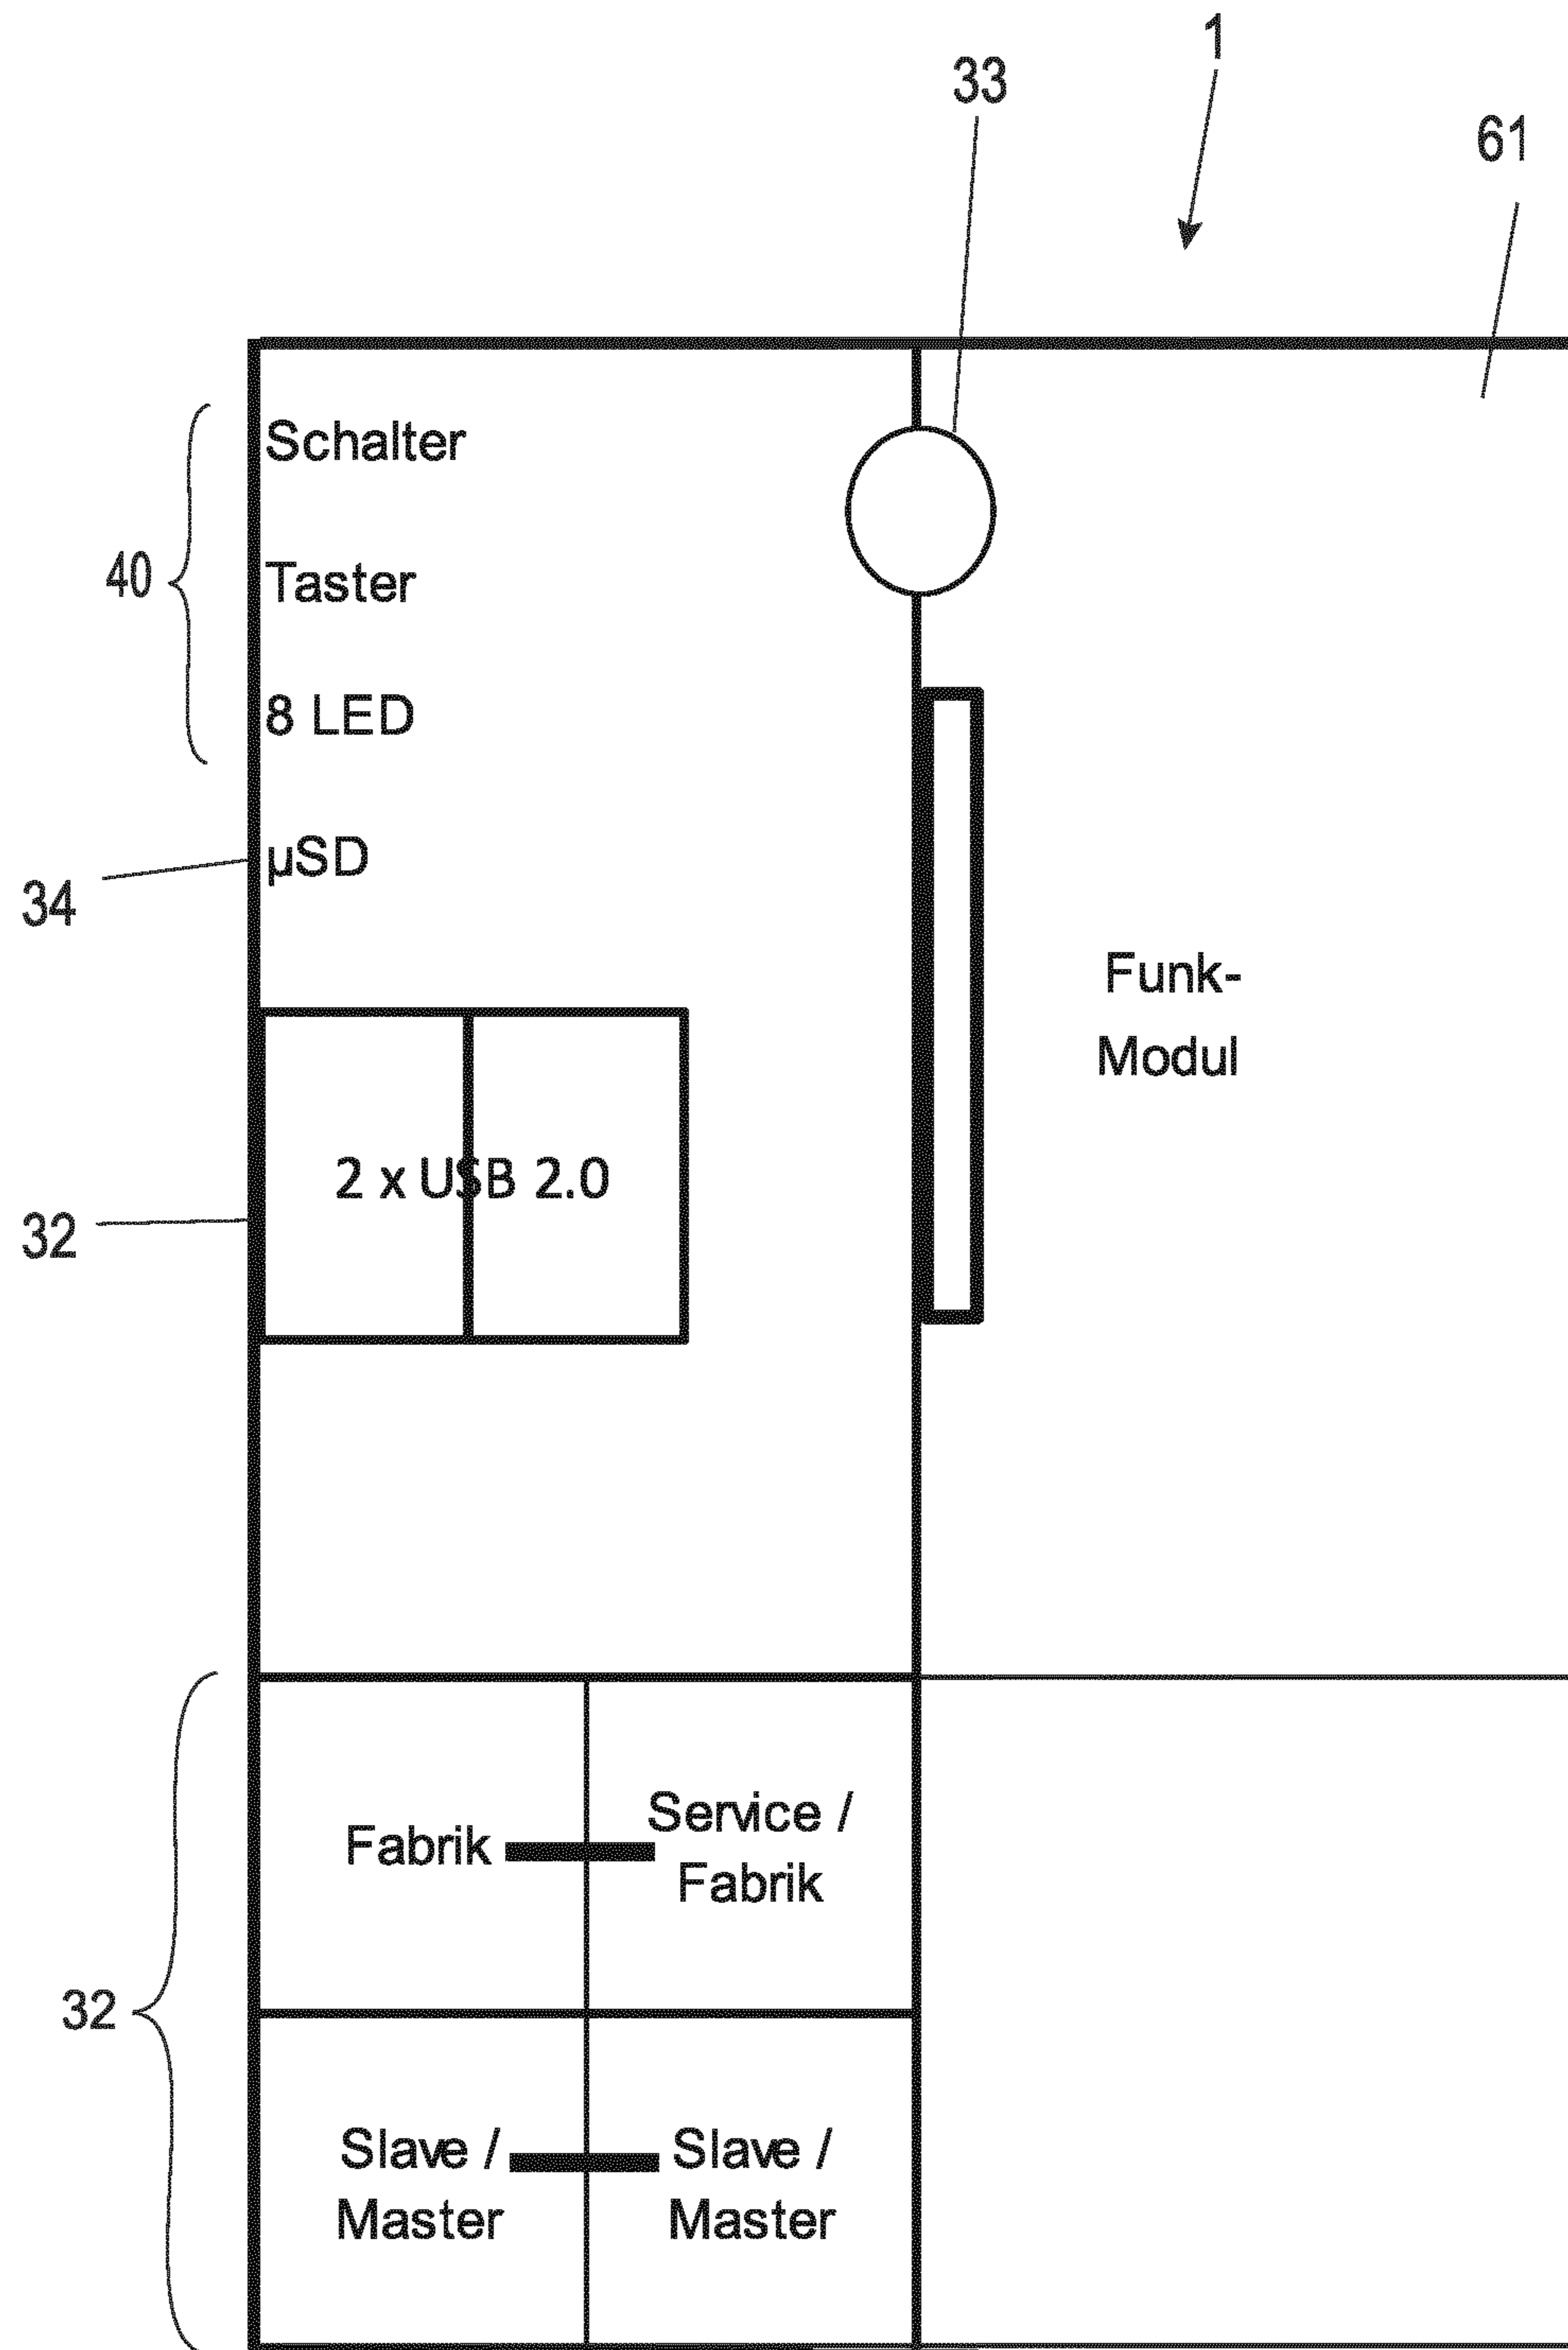 1
33
61
Schalter
40
Taster
8 LED
µSD
34
Funk-
Modul
2 x USB 2.0
32
Service /
Fabrik
Fabrik
32
Slave /
Master
Slave /
Master